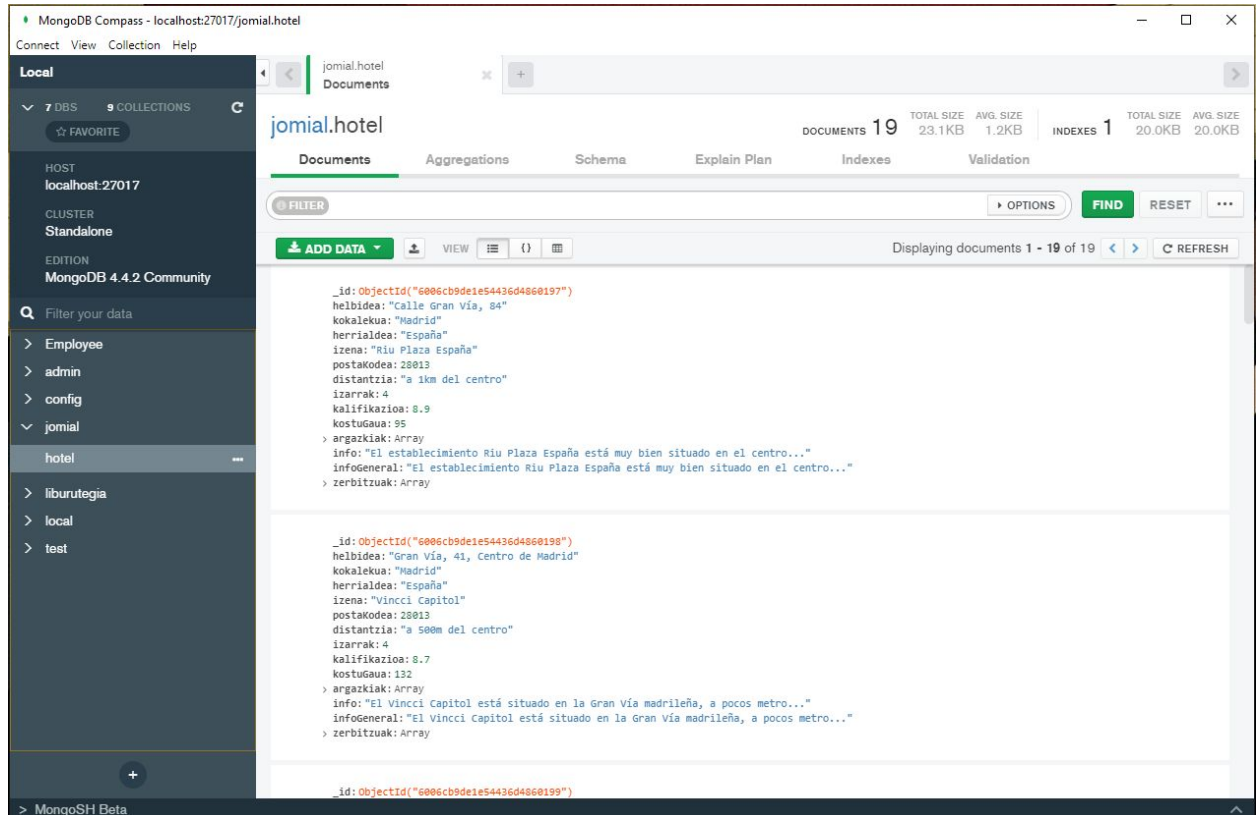 MongoDB Compass - localhost:27017/jomial.hotel
Connect View Collection Help
Local
7 DBS 9 COLLECTIONS
FAVORITE
HOST
localhost:27017
CLUSTER
Standalone
EDITION
MongoDB 4.4.2 Community
Filter your data
Employee
admin
config
jomial
hotel
liburutegia
local
test
MongoSH Beta
jomial.hotel
Documents
jomial.hotel
DOCUMENTS 19 TOTAL SIZE 23.1KB AVG. SIZE 1.2KB INDEXES 1 TOTAL SIZE 20.0KB AVG. SIZE 20.0KB
Documents Aggregations Schema Explain Plan Indexes Validation
FILTER OPTIONS FIND RESET
ADD DATA VIEW {} Displaying documents 1 - 19 of 19 REFRESH
_id: ObjectId("6006cb9de1e54436d4860197")
helbidea: "Calle Gran Vía, 84"
kokalekua: "Madrid"
herrialdea: "España"
izena: "Riu Plaza España"
postaKodea: 28013
distantzia: "a 1km del centro"
izarrak: 4
kalifikazioa: 8.9
kostuGaua: 95
argazkiak: Array
info: "El establecimiento Riu Plaza España está muy bien situado en el centro..."
infoGeneral: "El establecimiento Riu Plaza España está muy bien situado en el centro..."
zerbitzuak: Array
_id: ObjectId("6006cb9de1e54436d4860198")
helbidea: "Gran Vía, 41, Centro de Madrid"
kokalekua: "Madrid"
herrialdea: "España"
izena: "Vincci Capitol"
postaKodea: 28013
distantzia: "a 500m del centro"
izarrak: 4
kalifikazioa: 8.7
kostuGaua: 132
argazkiak: Array
info: "El Vincci Capitol está situado en la Gran Vía madrileña, a pocos metro..."
infoGeneral: "El Vincci Capitol está situado en la Gran Vía madrileña, a pocos metro..."
zerbitzuak: Array
_id: ObjectId("6006cb9de1e54436d4860199")